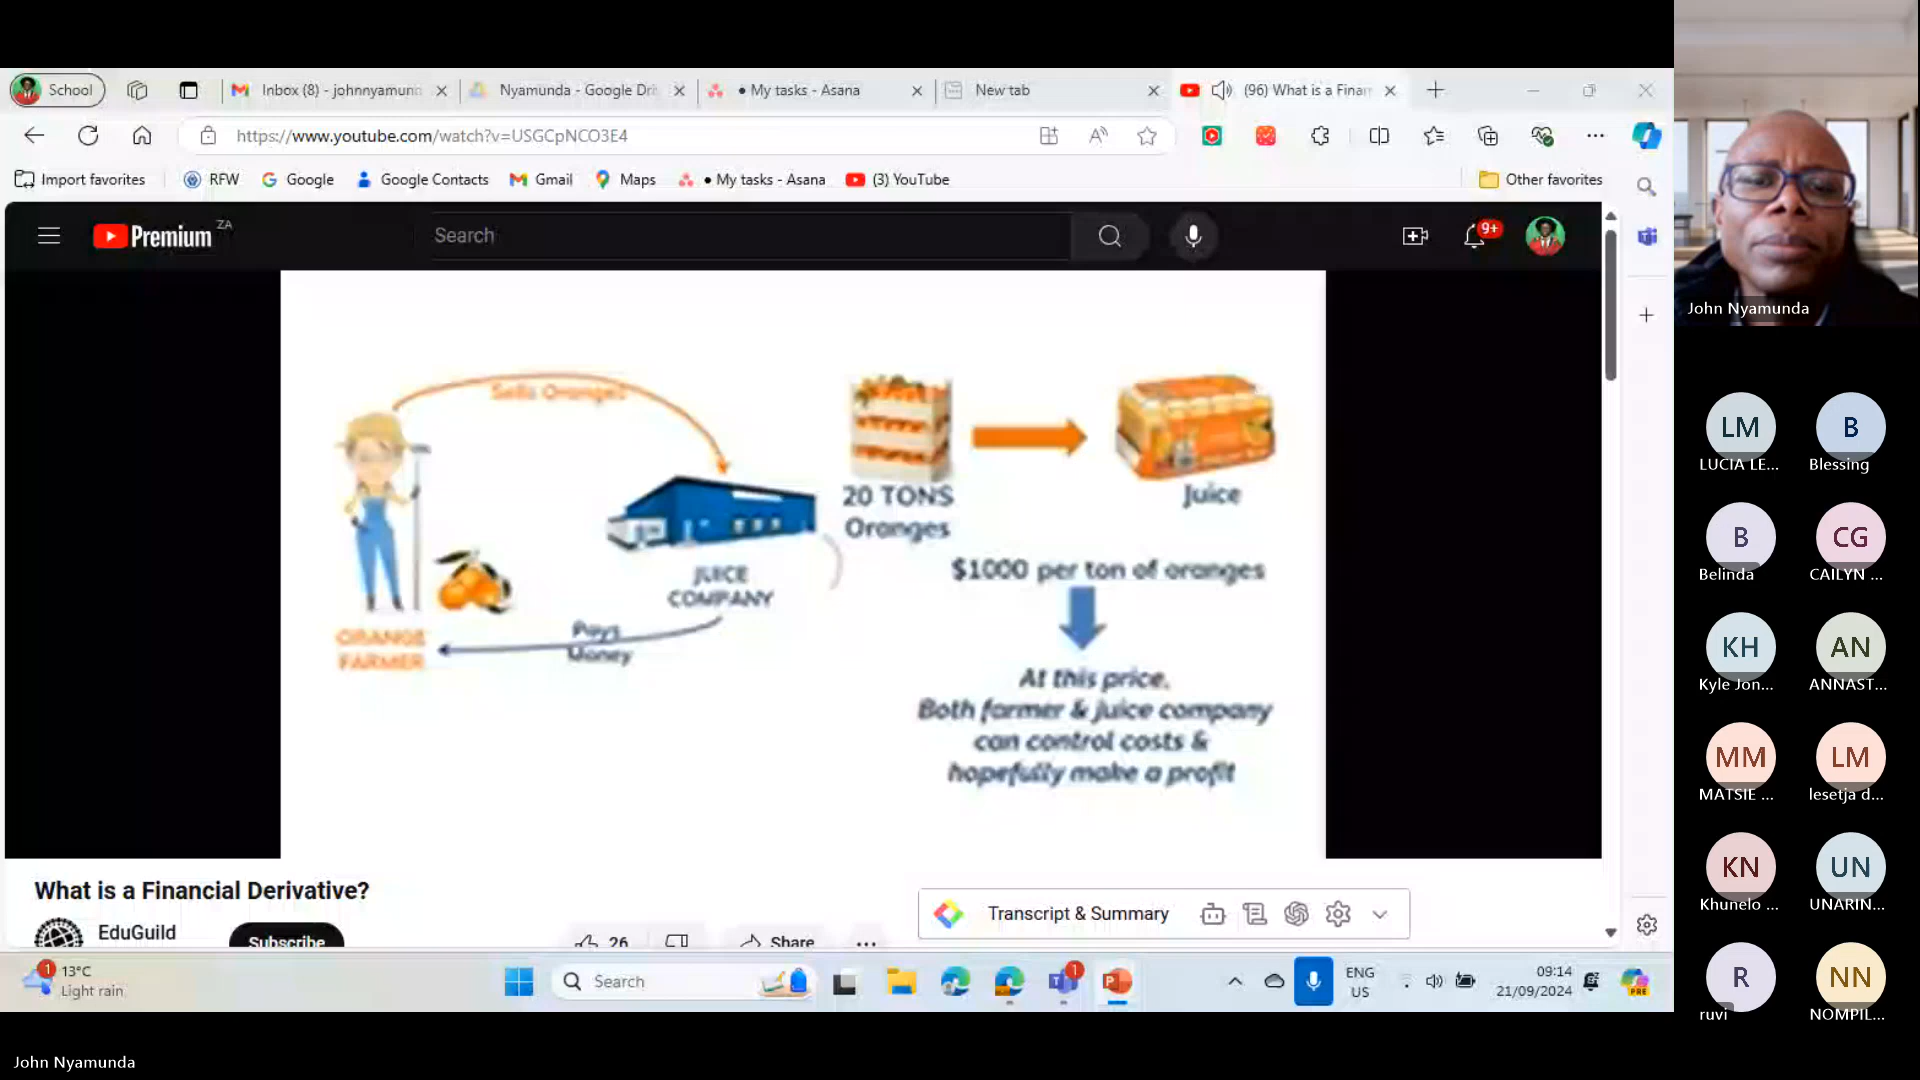 School
Inbox (8) - johnnyamun
Nyamunda - Google Dri
• My tasks - Asana
New tab
(96) What is a Finan
https://www.youtube.com/watch?v=USGCpNCO3E4
Import favorites
RFW
Google
Google Contacts
Gmail
Maps
• My tasks - Asana
(3) YouTube
Other favorites
Premium
ZA
Search
9+
Sells Oranges
20 TONS
Oranges
Juice
JUICE
COMPANY
$1000 per ton of oranges
Pays
Money
ORANGE
FARMER
At this price,
Both farmer & juice company
can control costs &
hopefully make a profit
What is a Financial Derivative?
EduGuild
Subscribe
26
Share
Transcript & Summary
1
13°C
Light rain
Search
1
ENG
US
09:14
21/09/2024
PRE
John Nyamunda
John Nyamunda
LM
LUCIA LE...
B
Blessing
B
Belinda
CG
CAILYN ...
KH
Kyle Jon...
AN
ANNAST...
MM
MATSIE ...
LM
lesetja d...
KN
Khunelo ...
UN
UNARIN...
R
ruvi
NN
NOMPIL...